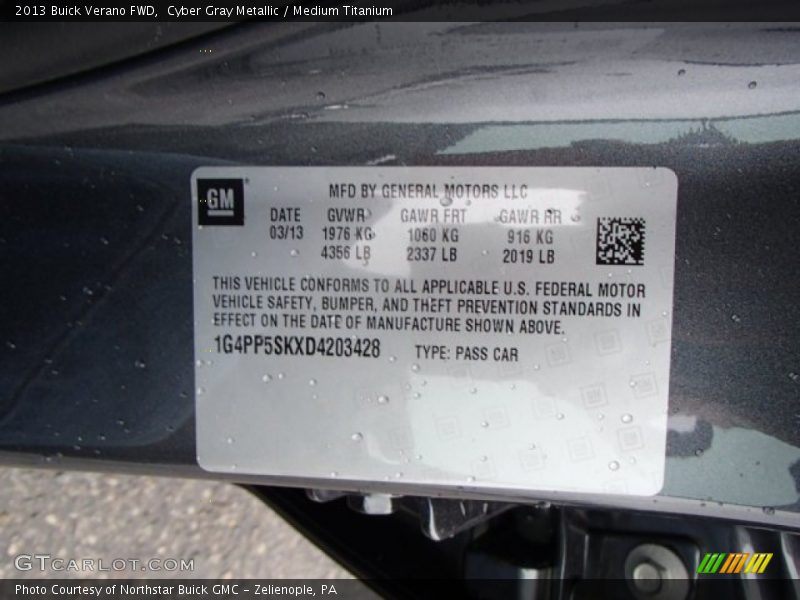 2013 Buick Verano FWD,  Cyber Gray Metallic / Medium Titanium
GM
MFD BY GENERAL MOTORS LLC
DATE GVWR GAWR FRT GAWR RR
03/13 1976 KG 1060 KG 916 KG
4356 LB 2337 LB 2019 LB
THIS VEHICLE CONFORMS TO ALL APPLICABLE U.S. FEDERAL MOTOR
VEHICLE SAFETY, BUMPER, AND THEFT PREVENTION STANDARDS IN
EFFECT ON THE DATE OF MANUFACTURE SHOWN ABOVE.
1G4PP5SKXD4203428 TYPE: PASS CAR
GTCARLOT.COM
Photo Courtesy of Northstar Buick GMC - Zelienople, PA